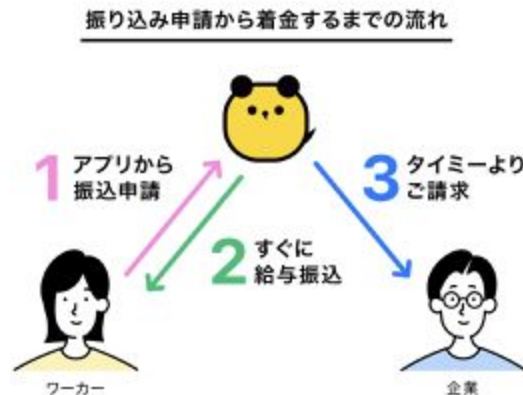 振り込み申請から着金するまでの流れ
1 アプリから
振込申請
3 タイミーより
ご請求
2 すぐに
給与振込
ワーカー
企業